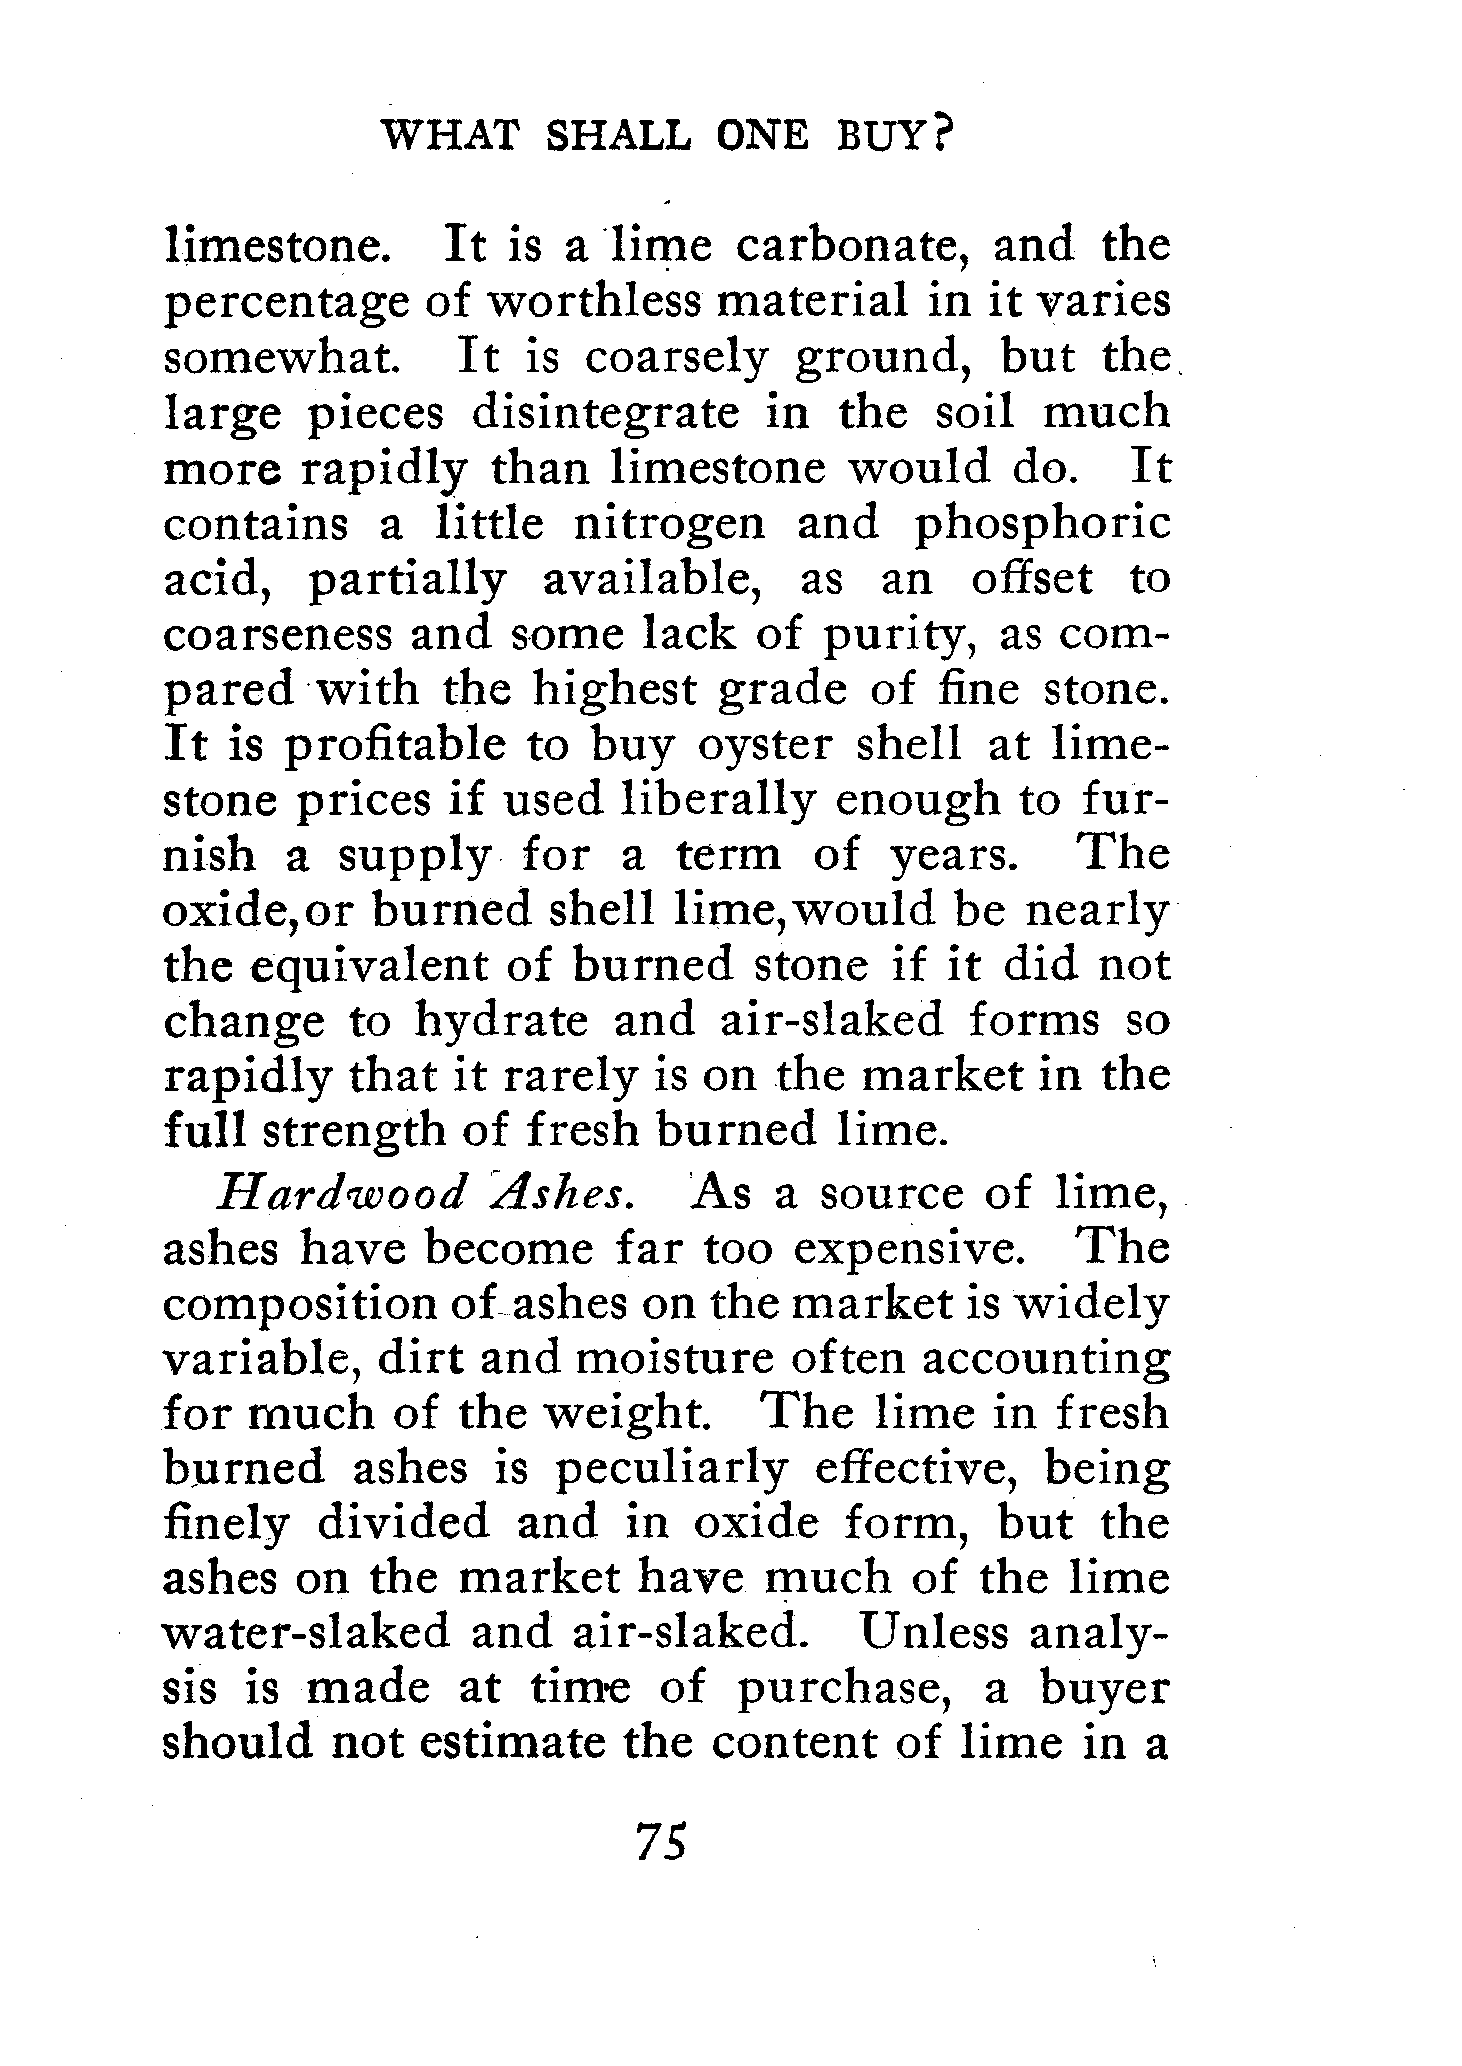 WHAT SHALL ONE BUY?
limestone. It is a lime carbonate, and the
percentage of worthless material in it varies
somewhat. It is coarsely ground, but the
large pieces disintegrate in the soil much
more rapidly than limestone would do. It
contains a little nitrogen and phosphoric
acid, partially available, as an offset to
coarseness and some lack of purity, as com-
pared with the highest grade of fine stone.
It is profitable to buy oyster shell at lime-
stone prices if used liberally enough to fur-
nish a supply for a term of years. The
oxide, or burned shell lime, would be nearly
the equivalent of burned stone if it did not
change to hydrate and air-slaked forms so
rapidly that it rarely is on the market in the
full strength of fresh burned lime.
Hardwood Ashes. As a source of lime,
ashes have become far too expensive. The
composition of ashes on the market is widely
variable, dirt and moisture often accounting
for much of the weight. The lime in fresh
burned ashes is peculiarly effective, being
finely divided and in oxide form, but the
ashes on the market have much of the lime
water-slaked and air-slaked. Unless analy-
sis is made at time of purchase, a buyer
should not estimate the content of lime in a
75